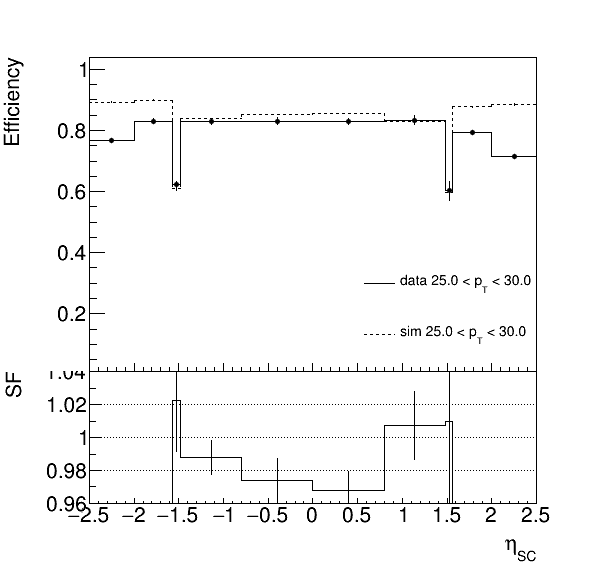 Efficiency
1
0.8
0.6
0.4
0.2
data 25.0 < p_T < 30.0
sim 25.0 < p_T < 30.0
SF
1.04
1.02
1
0.98
0.96
−2.5 −2 −1.5 −1 −0.5 0 0.5 1 1.5 2 2.5
η_SC